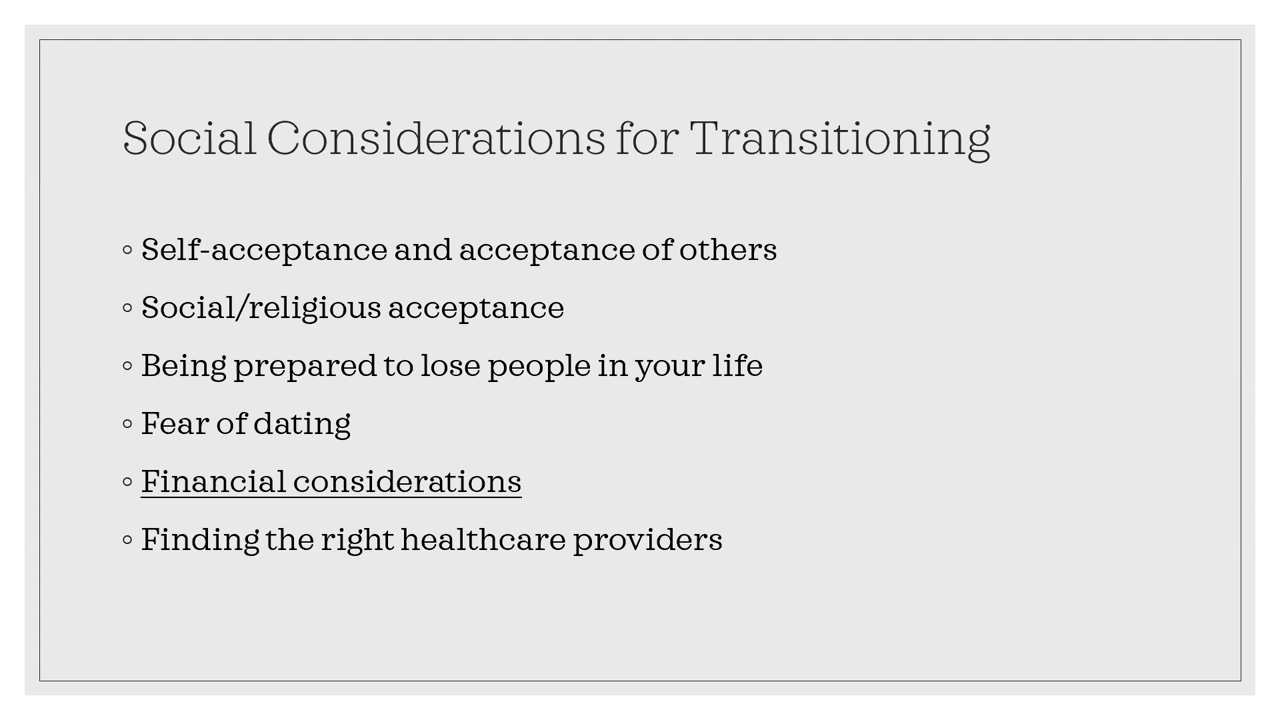 Social Considerations for Transitioning
◦ Self-acceptance and acceptance of others
◦ Social/religious acceptance
◦ Being prepared to lose people in your life
◦ Fear of dating
◦ Financial considerations
◦ Finding the right healthcare providers